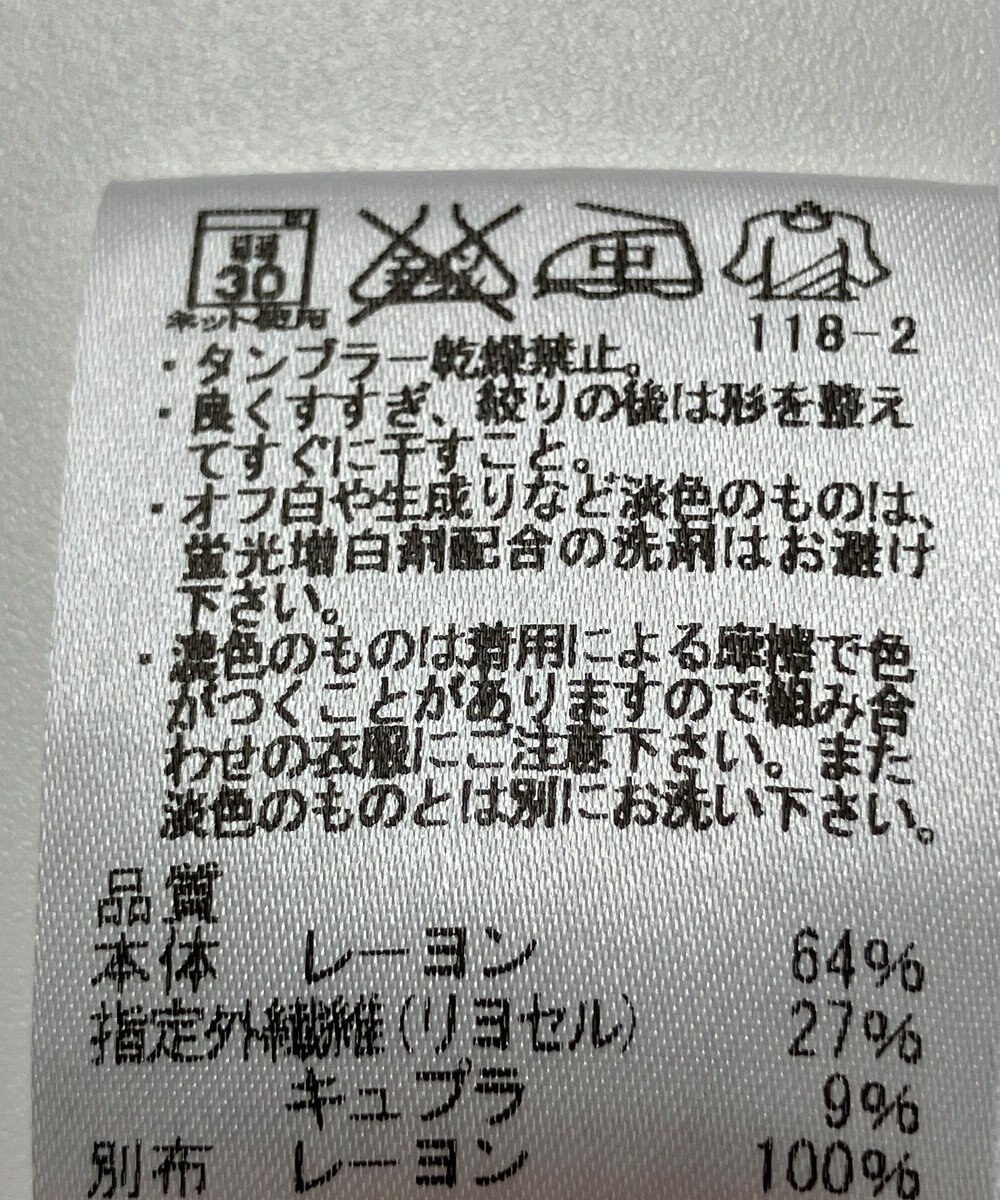 弱
30
ネット使用
中
118-2
・タンブラー乾燥禁止。
・良くすすぎ、絞りの後は形を整え
てすぐに干すこと。
・オフ白や生成りなど淡色のものは、
蛍光増白剤配合の洗剤はお避け
下さい。
・濃色のものは着用による摩擦で色
がつくことがありますので組み合
わせの衣服にご注意下さい。また
淡色のものとは別にお洗い下さい。
品質
本体 レーヨン 64%
指定外繊維(リヨセル) 27%
キュプラ 9%
別布 レーヨン 100%